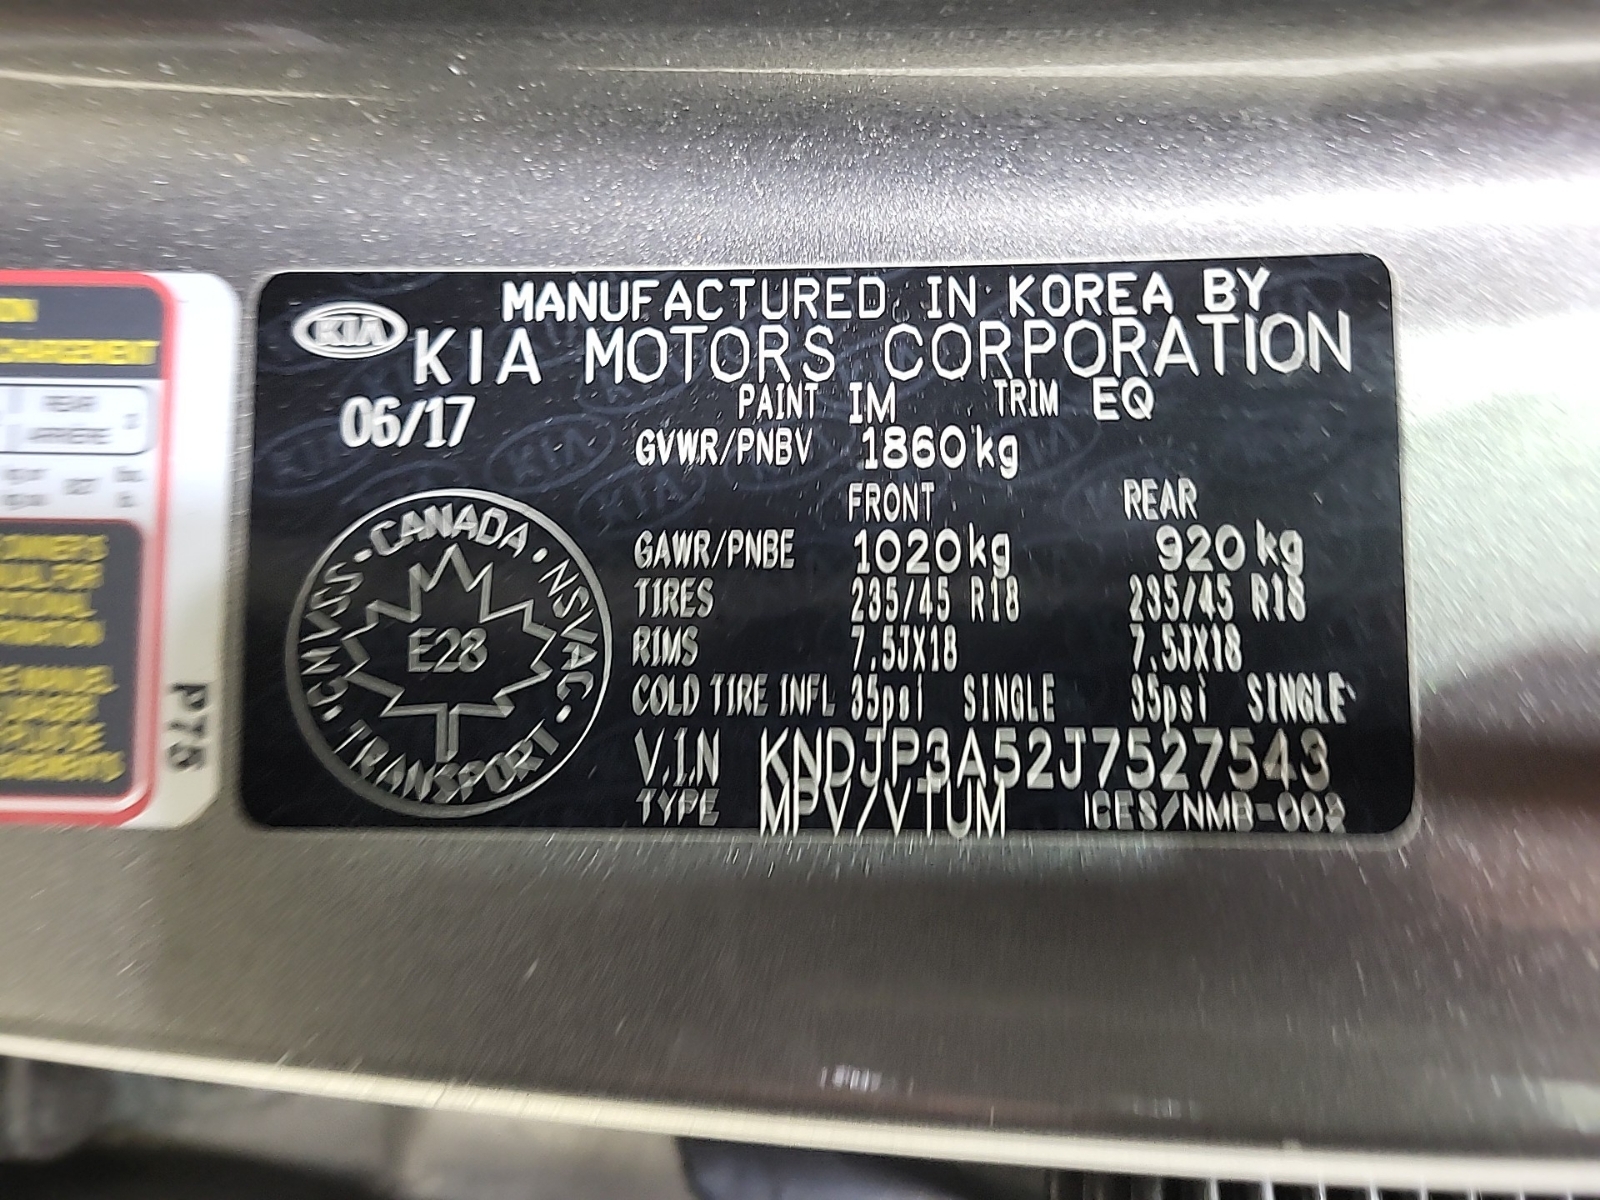 KIA
MANUFACTURED IN KOREA BY
KIA MOTORS CORPORATION
06/17
PAINT IM TRIM EQ
GVWR/PNBV 1860kg
FRONT REAR
GAWR/PNBE 1020kg 920kg
TIRES 235/45 R18 235/45 R18
RIMS 7.5JX18 7.5JX18
COLD TIRE INFL 35psi SINGLE 35psi SINGLE
V.I.N KNDJP3A52J7527543
TYPE MPV/VTUM ICES/NMB-002
CANADA • NSVAC • TRANSPORT • CMVSS •
E28
REAR
ARRIERE
OWNER'S
MANUEL